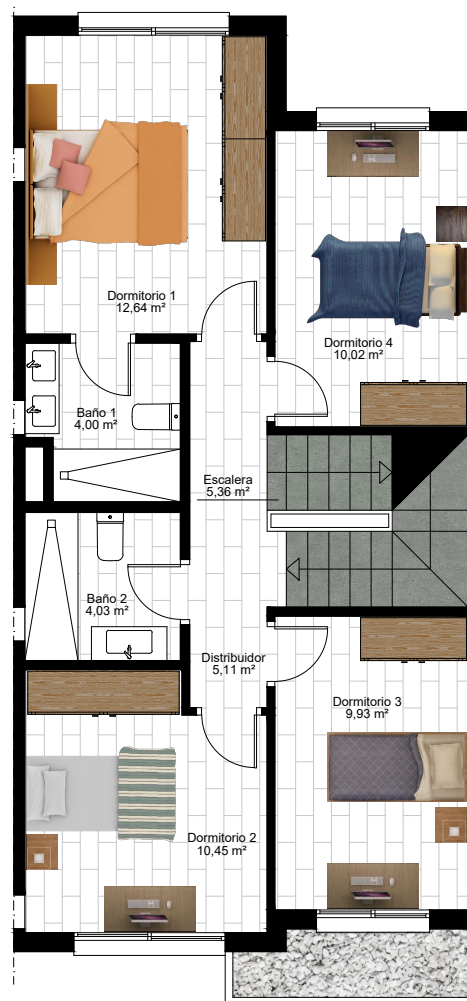 Dormitorio 1
12,64 m²
Dormitorio 4
10,02 m²
Baño 1
4,00 m²
Escalera
5,36 m²
Baño 2
4,03 m²
Distribuidor
5,11 m²
Dormitorio 3
9,93 m²
Dormitorio 2
10,45 m²